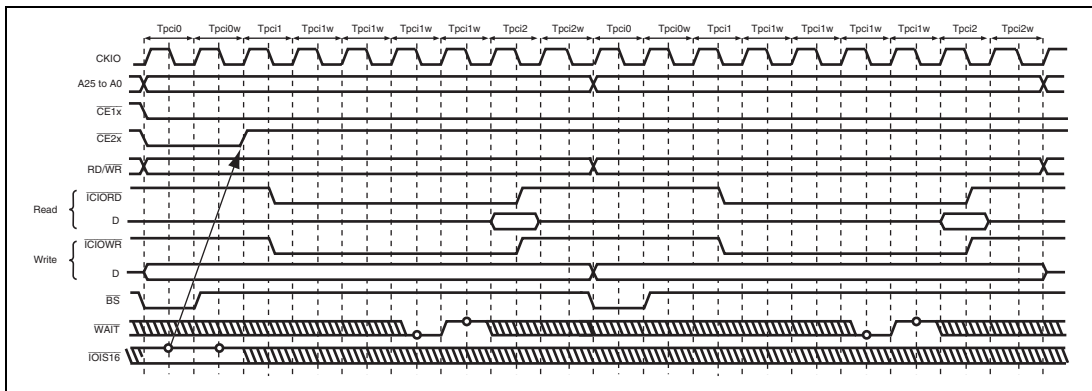 Tpci0 Tpci0w Tpci1 Tpci1w Tpci1w Tpci1w Tpci1w Tpci2 Tpci2w Tpci0 Tpci0w Tpci1 Tpci1w Tpci1w Tpci1w Tpci1w Tpci2 Tpci2w
CKIO
A25 to A0
CE1x
CE2x
RD/WR
Read
ICIORD
D
Write
ICIOWR
D
BS
WAIT
IOIS16